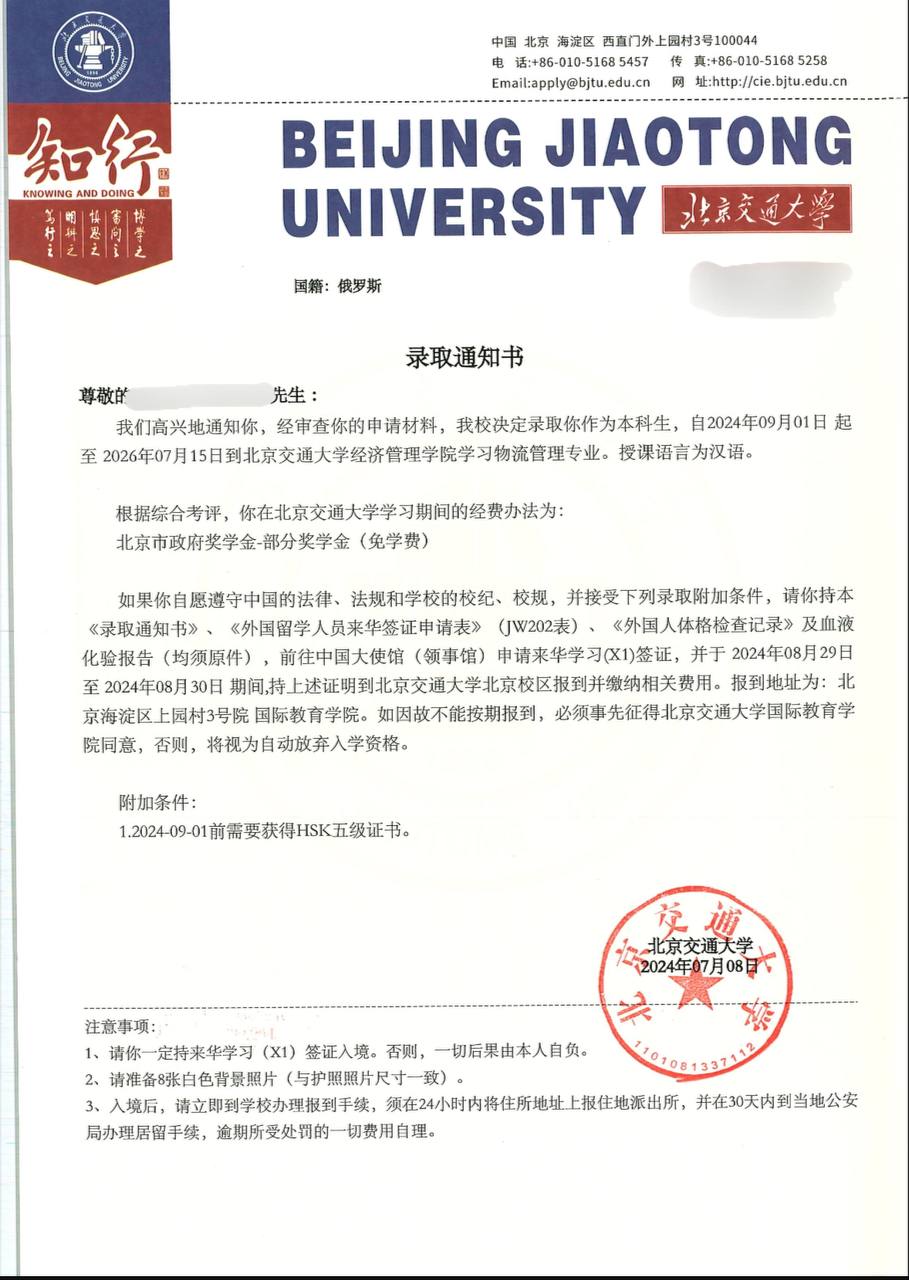 北京交通大学
BEIJING JIAOTONG UNIVERSITY
1896
中国 北京 海淀区 西直门外上园村3号100044
电 话:+86-010-5168 5457 传 真:+86-010-5168 5258
Email:apply@bjtu.edu.cn 网 址:http://cie.bjtu.edu.cn
知行
KNOWING AND DOING
博学之
审问之
慎思之
明辨之
笃行之
BEIJING JIAOTONG
UNIVERSITY 北京交通大学
国籍：俄罗斯
录取通知书
尊敬的 先生：
我们高兴地通知你，经审查你的申请材料，我校决定录取你作为本科生，自2024年09月01日 起
至 2026年07月15日到北京交通大学经济管理学院学习物流管理专业。授课语言为汉语。
根据综合考评，你在北京交通大学学习期间的经费办法为：
北京市政府奖学金-部分奖学金（免学费）
如果你自愿遵守中国的法律、法规和学校的校纪、校规，并接受下列录取附加条件，请你持本
《录取通知书》、《外国留学人员来华签证申请表》（JW202表）、《外国人体格检查记录》及血液
化验报告（均须原件），前往中国大使馆（领事馆）申请来华学习(X1)签证，并于 2024年08月29日
至 2024年08月30日 期间,持上述证明到北京交通大学北京校区报到并缴纳相关费用。报到地址为：北
京海淀区上园村3号院 国际教育学院。如因故不能按期报到，必须事先征得北京交通大学国际教育学
院同意，否则，将视为自动放弃入学资格。
附加条件：
1.2024-09-01前需要获得HSK五级证书。
北京交通大学
北京交通大学
2024年07月08日
1101081337112
注意事项：
1、请你一定持来华学习（X1）签证入境。否则，一切后果由本人自负。
2、请准备8张白色背景照片（与护照照片尺寸一致）。
3、入境后，请立即到学校办理报到手续，须在24小时内将住所地址上报住地派出所，并在30天内到当地公安
局办理居留手续，逾期所受处罚的一切费用自理。